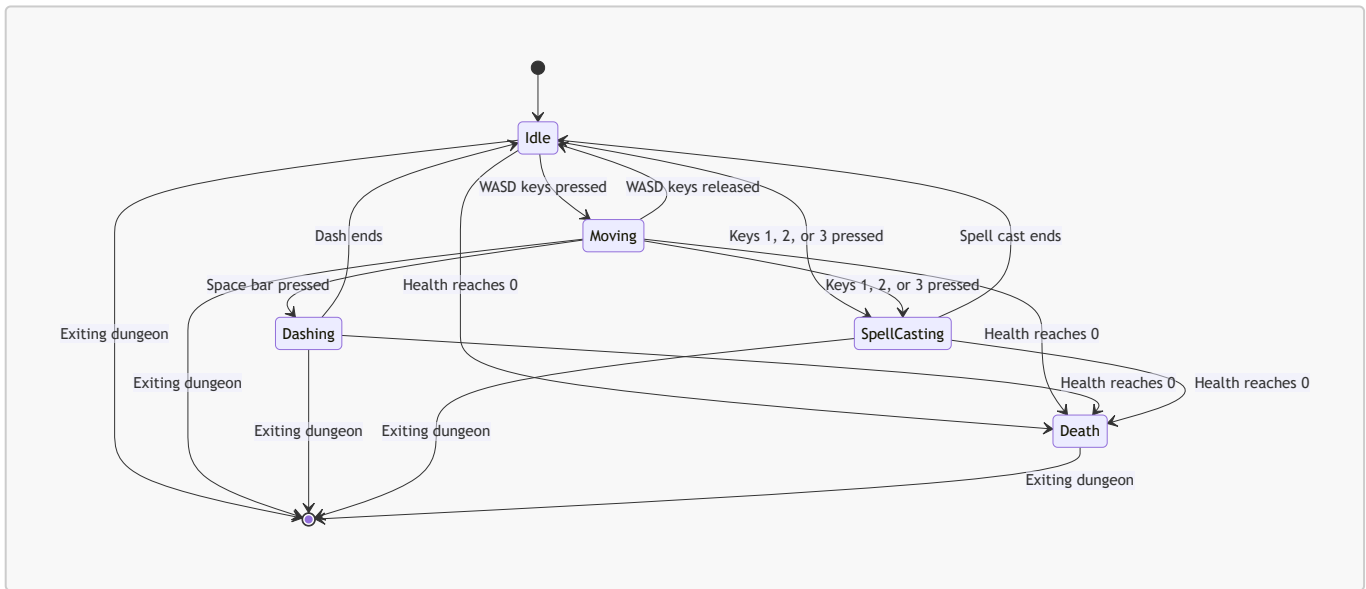 Idle
WASD keys pressed
WASD keys released
Moving
Dash ends
Keys 1, 2, or 3 pressed
Spell cast ends
Space bar pressed
Health reaches 0
Keys 1, 2, or 3 pressed
Exiting dungeon
Dashing
SpellCasting
Health reaches 0
Exiting dungeon
Health reaches 0
Health reaches 0
Exiting dungeon
Exiting dungeon
Death
Exiting dungeon